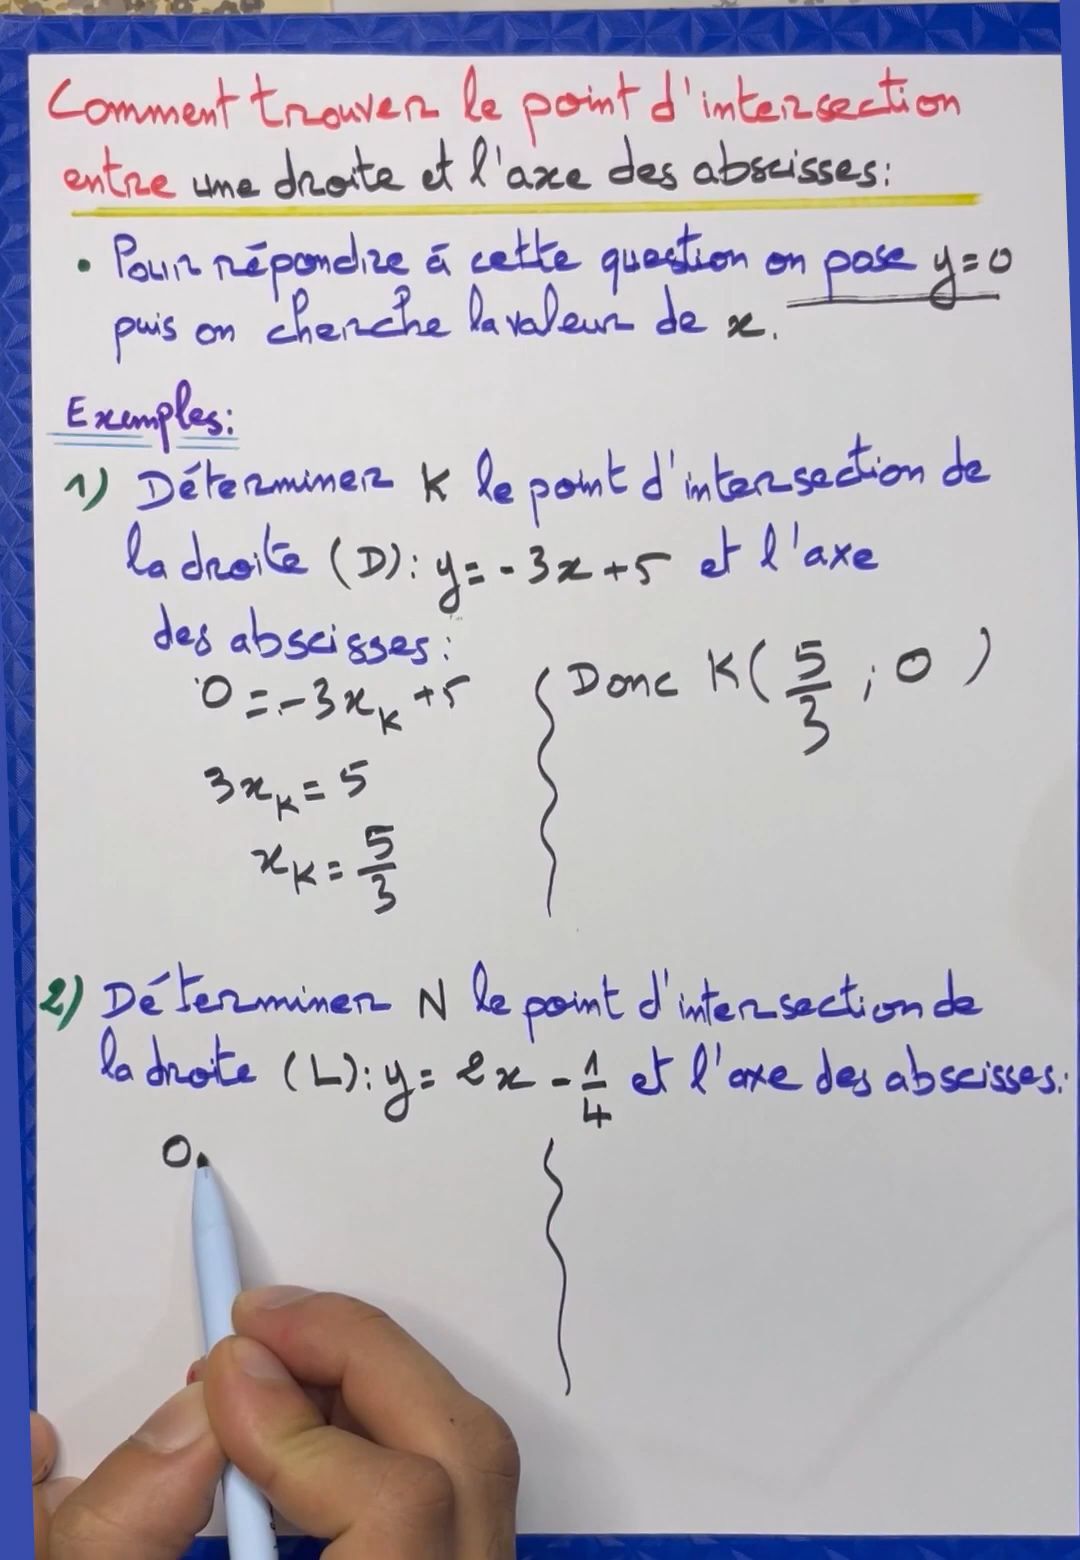 Comment trouver le point d'intersection
entre une droite et l'axe des abscisses:
• Pour répondre à cette question on pose y=0
puis on cherche la valeur de x.
Exemples:
1) Déterminer K le point d'intersection de
la droite (D): y=-3x+5 et l'axe
des abscisses:
0=-3x_K+5
3x_K=5
x_K=5/3
Donc K(5/3;0)
2) Déterminer N le point d'intersection de
la droite (L): y=2x-1/4 et l'axe des abscisses:
0